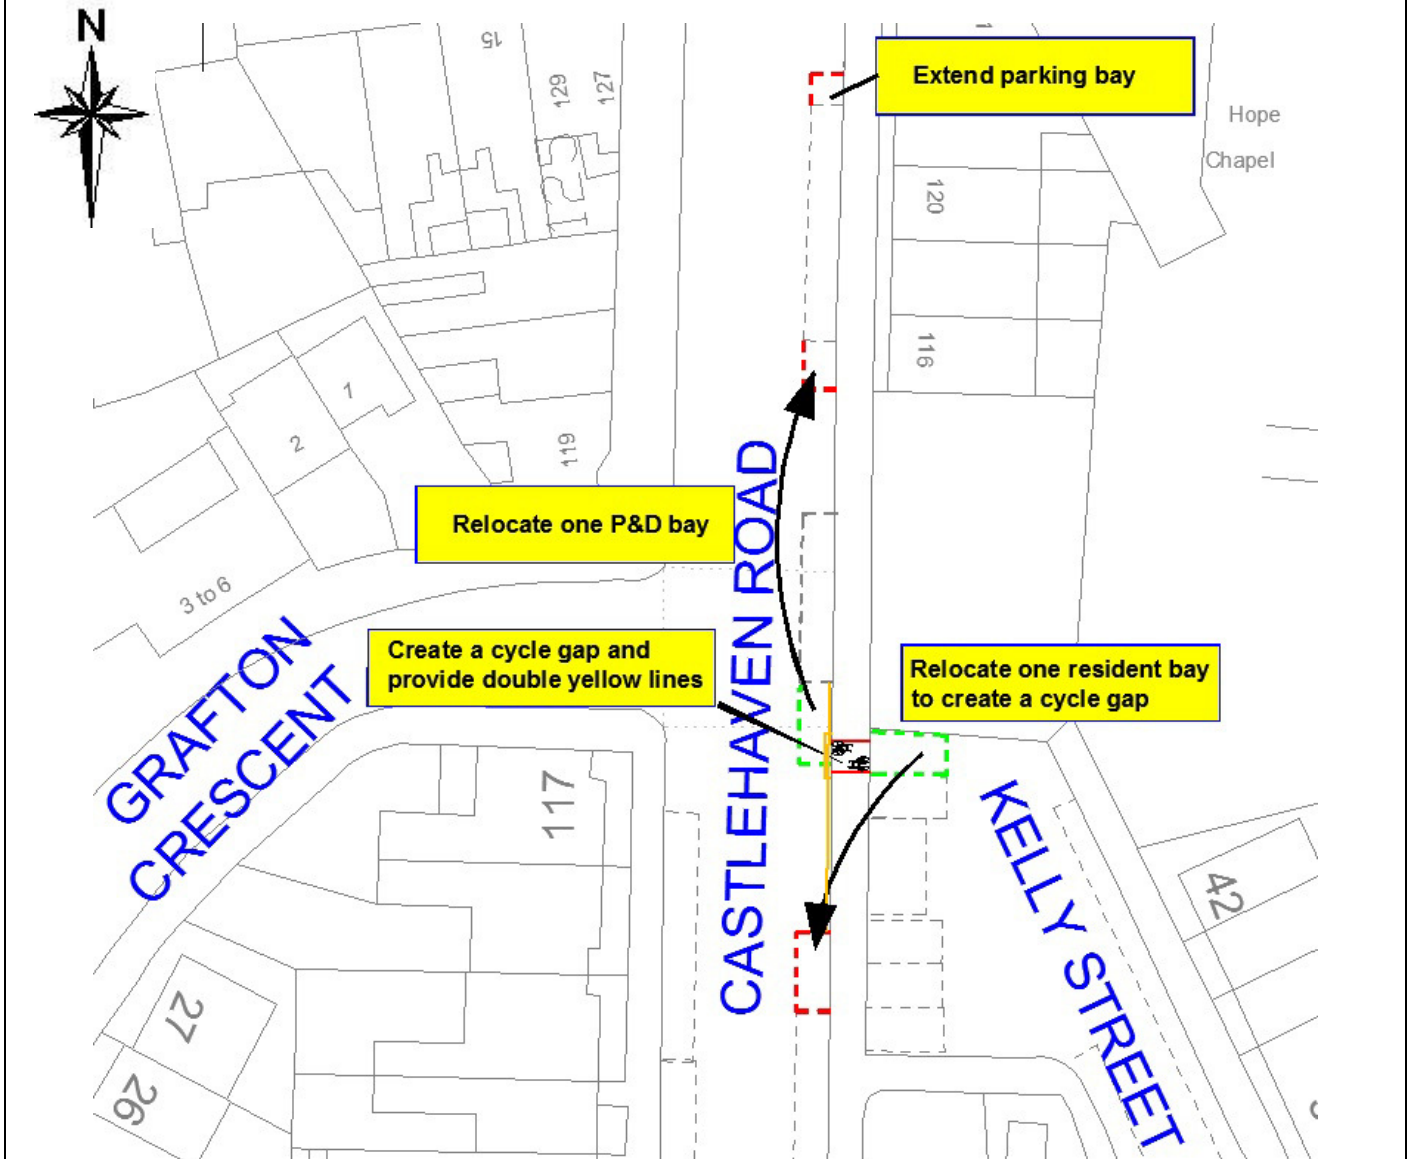 N
15
129
127
Extend parking bay
Hope
Chapel
120
116
1
2
119
Relocate one P&D bay
3 to 6
CASTLEHAVEN ROAD
GRAFTON
CRESCENT
Create a cycle gap and
provide double yellow lines
Relocate one resident bay
to create a cycle gap
117
KELLY STREET
42
27
26